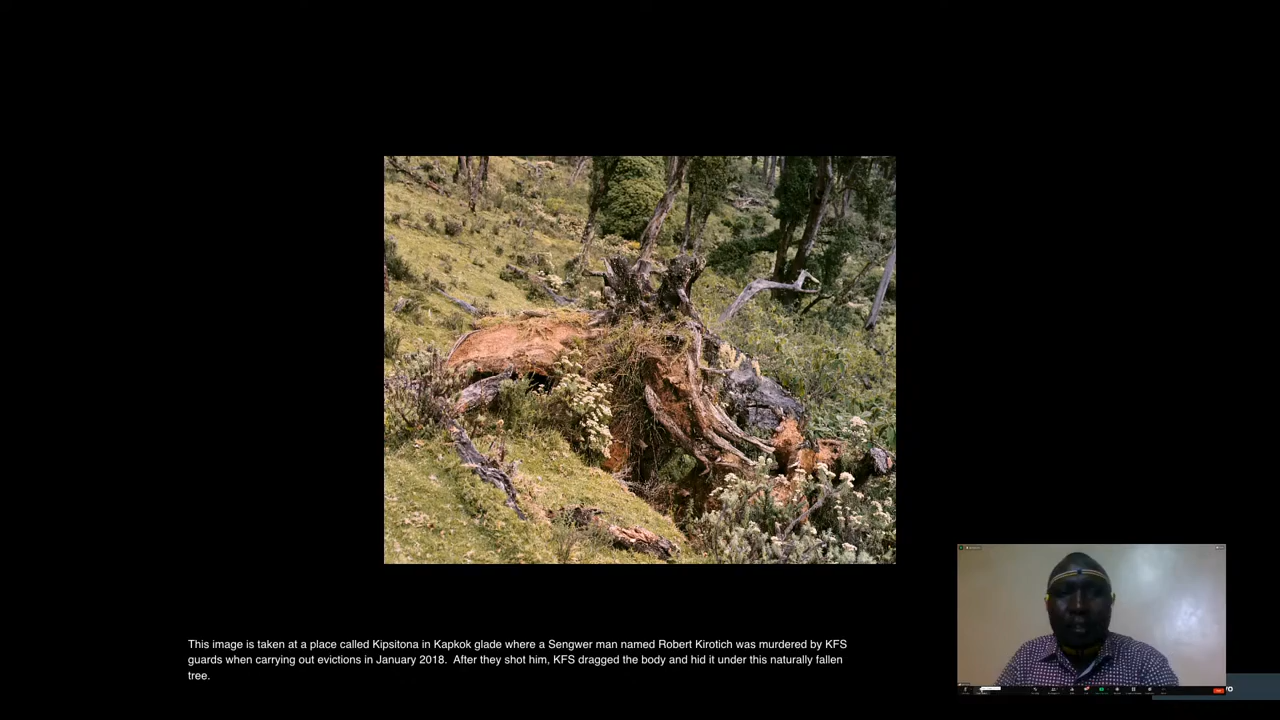 This image is taken at a place called Kipsitona in Kapkok glade where a Sengwer man named Robert Kirotich was murdered by KFS
guards when carrying out evictions in January 2018.  After they shot him, KFS dragged the body and hid it under this naturally fallen
tree.